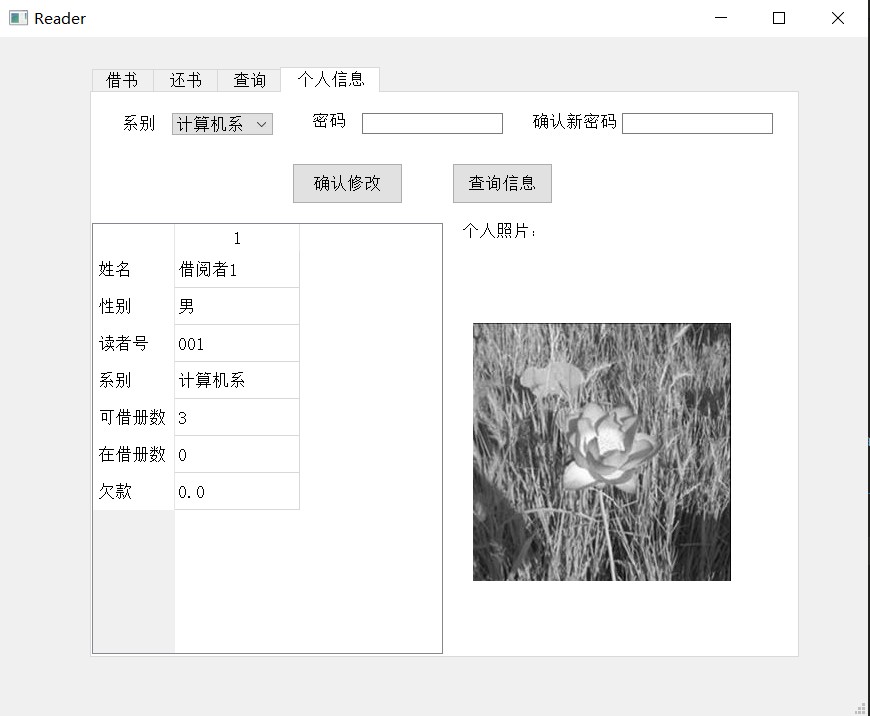 Reader
借书 还书 查询 个人信息
系别 计算机系 密码 确认新密码
确认修改 查询信息
个人照片：
1
姓名 借阅者1
性别 男
读者号 001
系别 计算机系
可借册数 3
在借册数 0
欠款 0.0